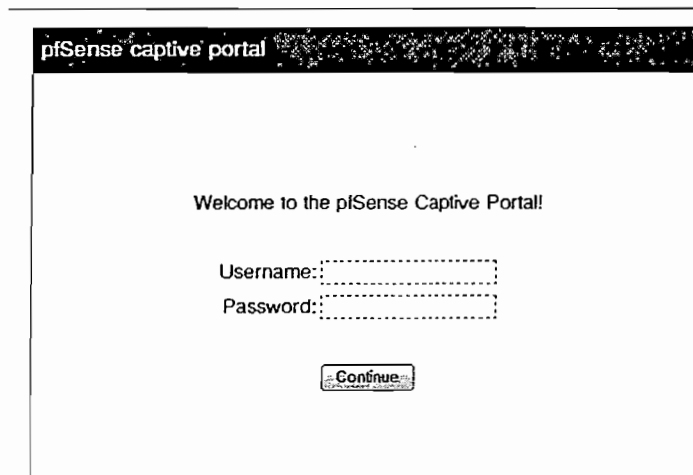 pfSense captive portal
Welcome to the pfSense Captive Portal!
Username:
Password:
Continue